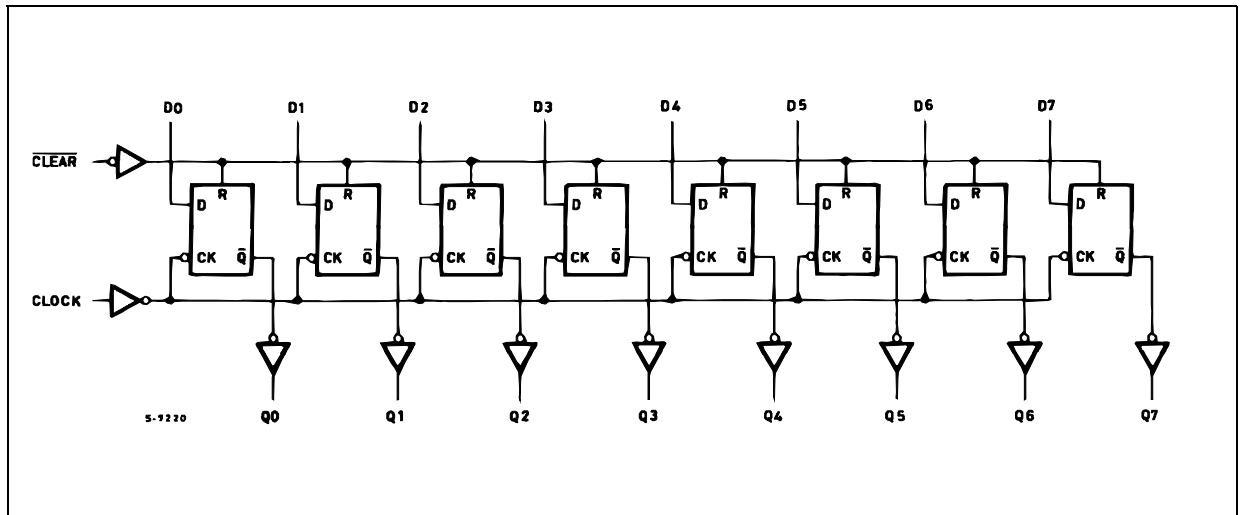 D0 D1 D2 D3 D4 D5 D6 D7
C̅L̅E̅A̅R̅
R R R R R R R R
D D D D D D D D
CK Q̅ CK Q̅ CK Q̅ CK Q̅ CK Q̅ CK Q̅ CK Q̅ CK Q̅
CLOCK
S-9220 Q0 Q1 Q2 Q3 Q4 Q5 Q6 Q7